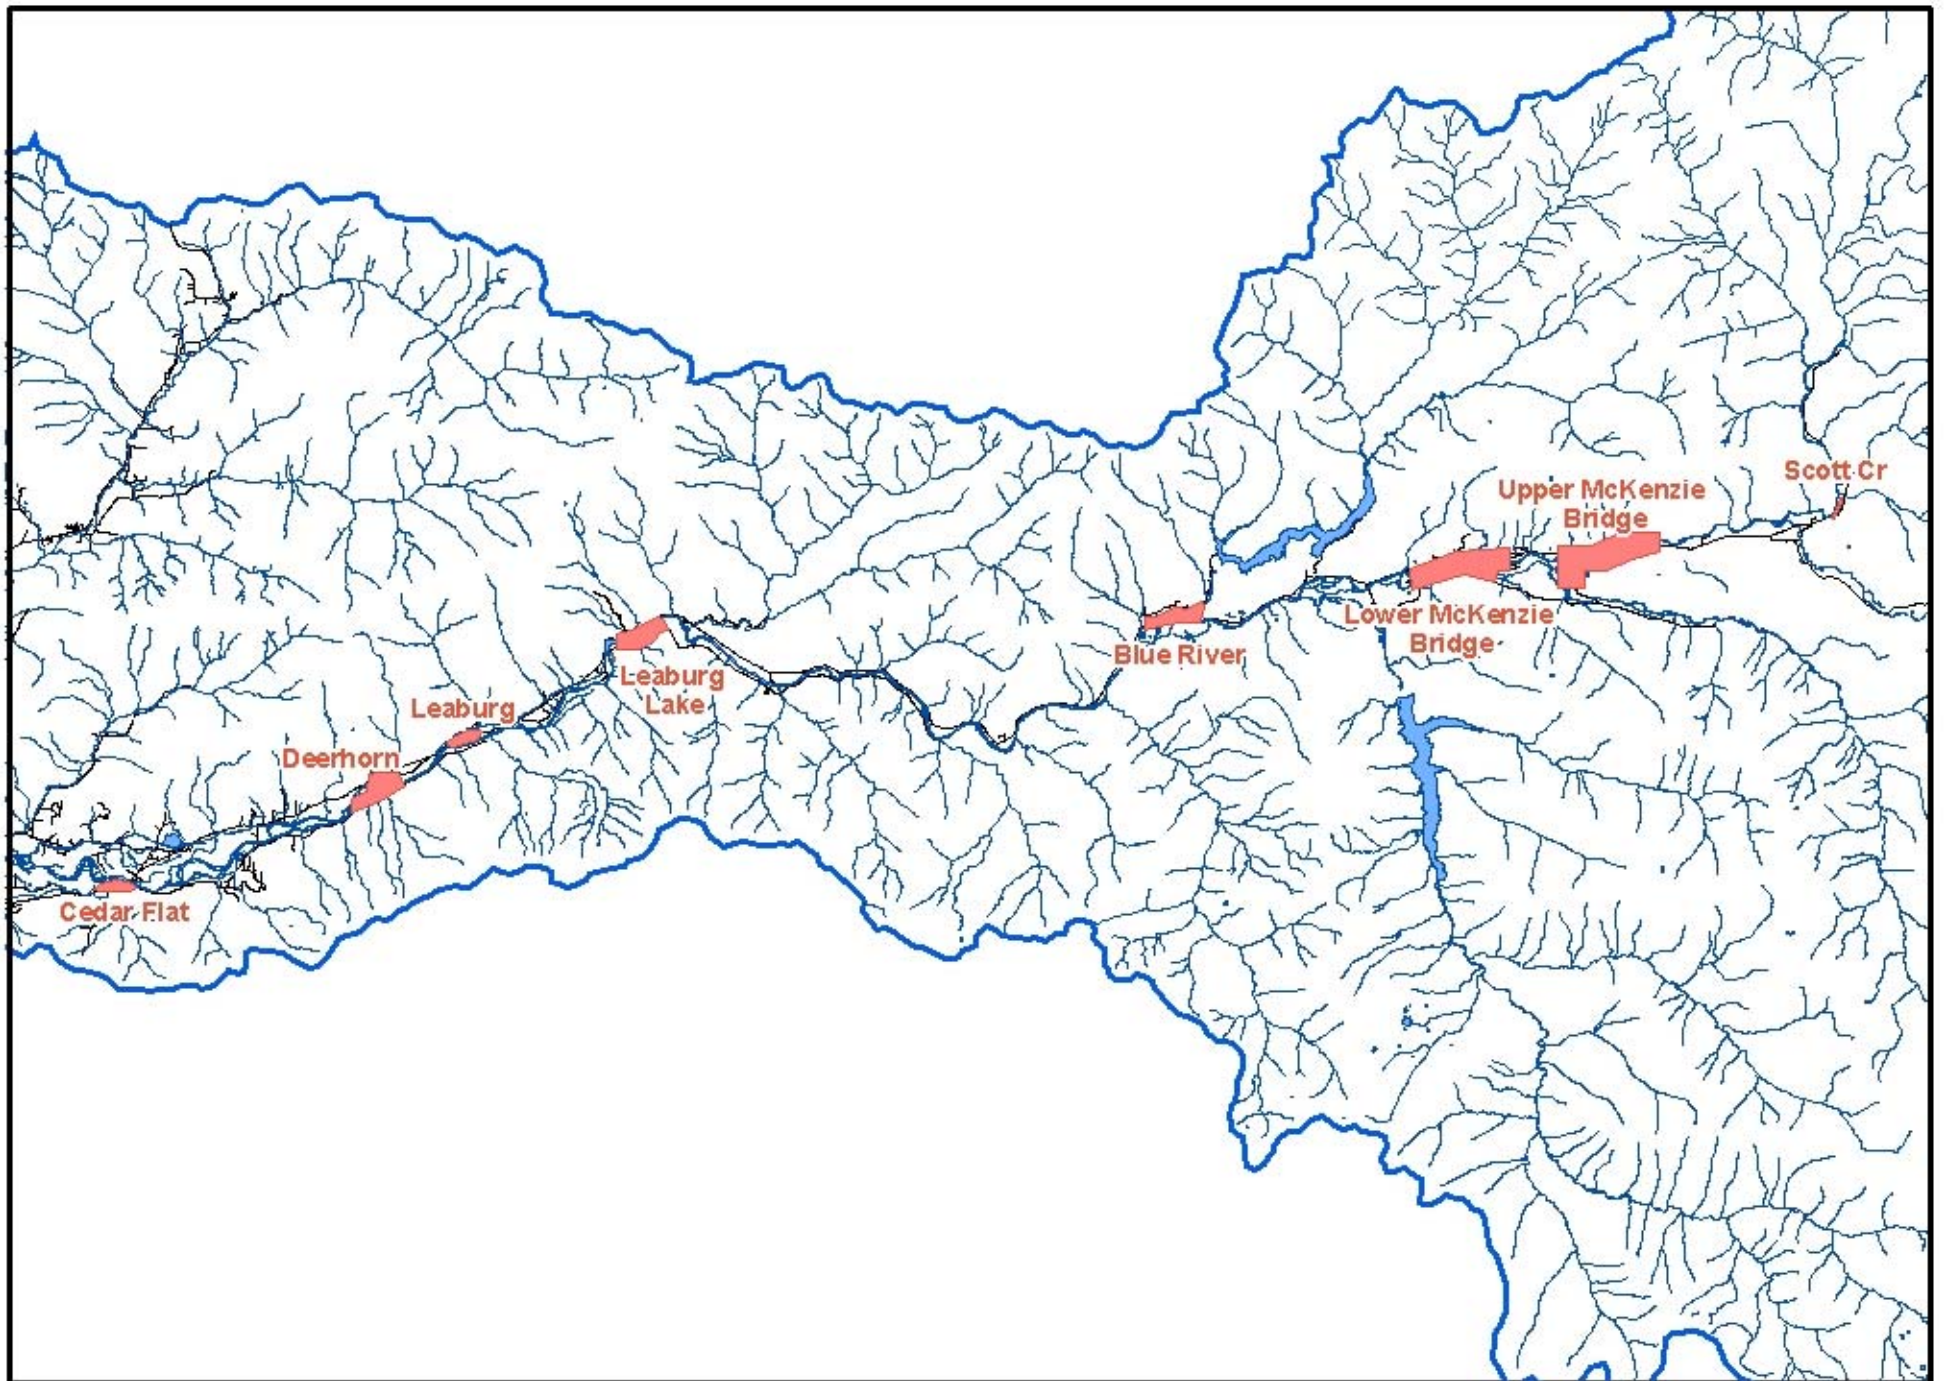 Scott Cr
Upper McKenzie
Bridge
Lower McKenzie
Bridge
Blue River
Leaburg
Lake
Leaburg
Deerhorn
Cedar Flat